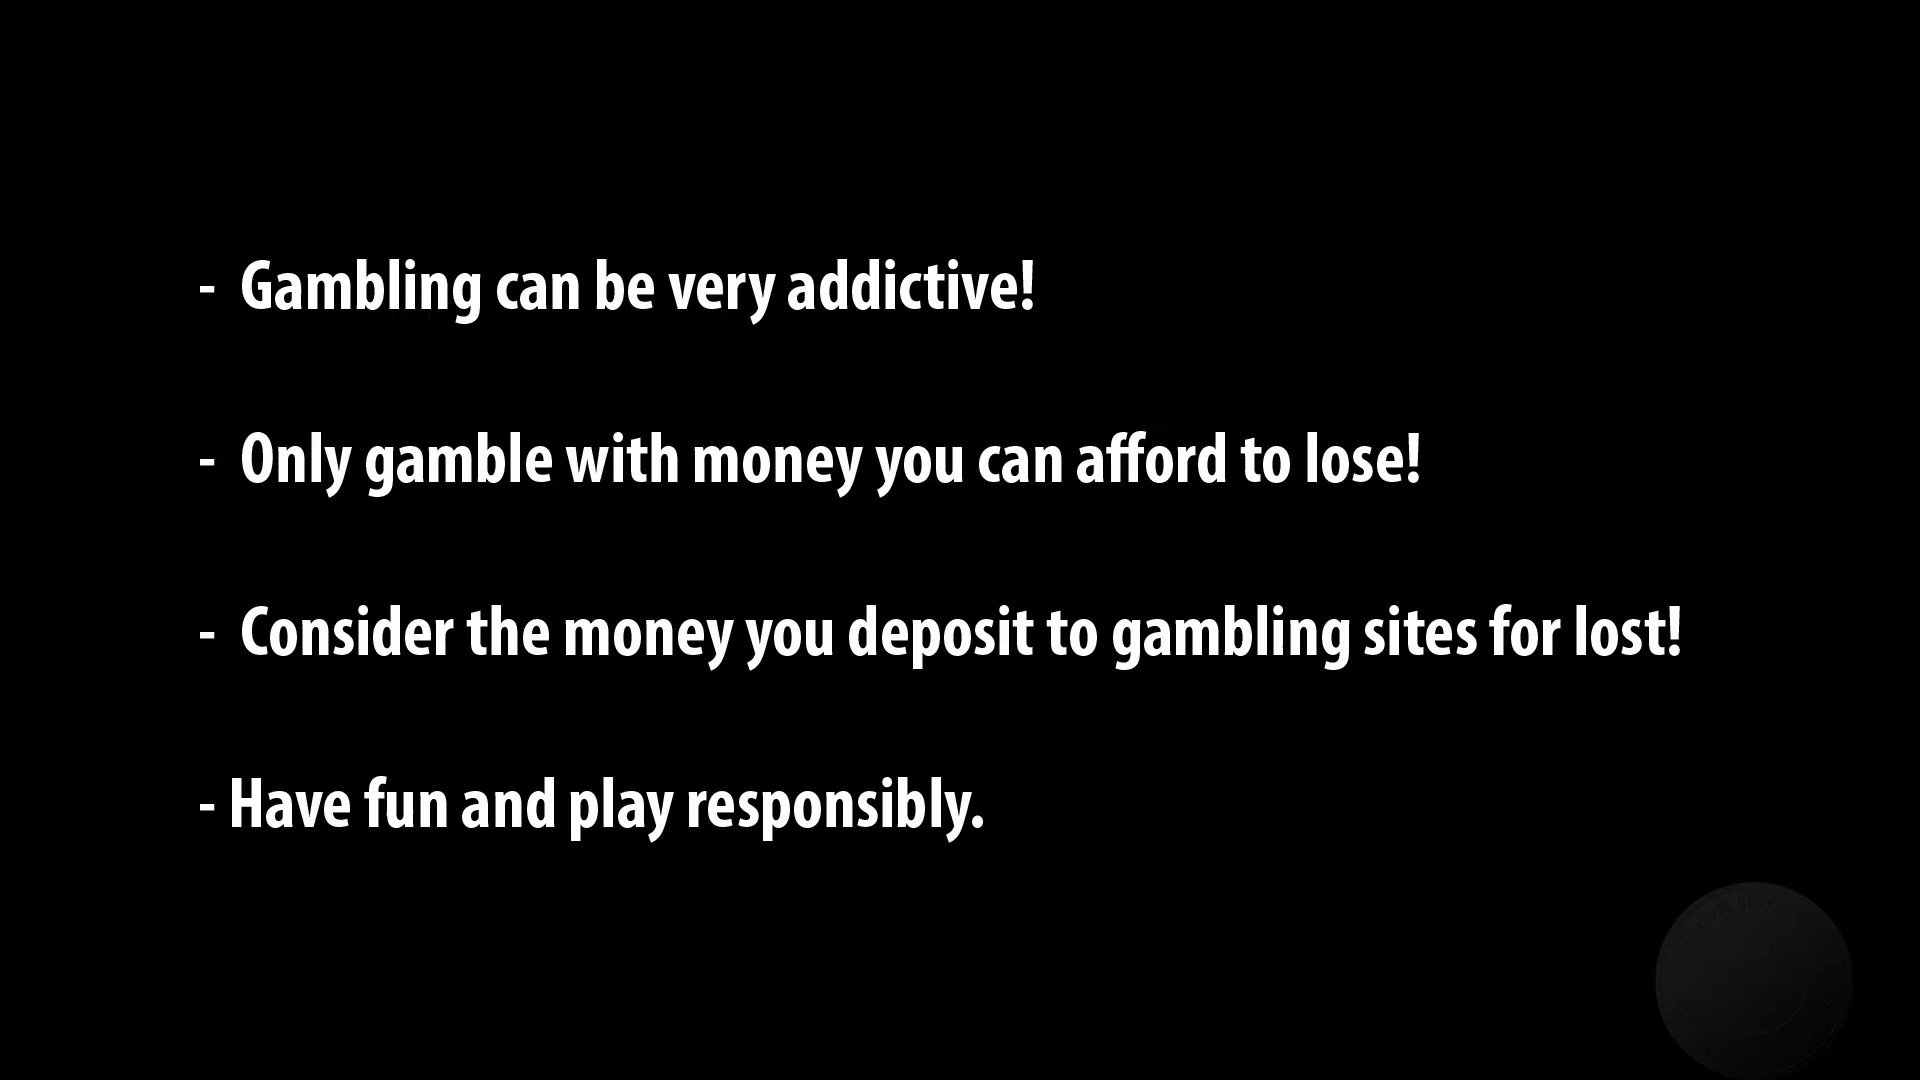 - Gambling can be very addictive!
- Only gamble with money you can afford to lose!
- Consider the money you deposit to gambling sites for lost!
- Have fun and play responsibly.